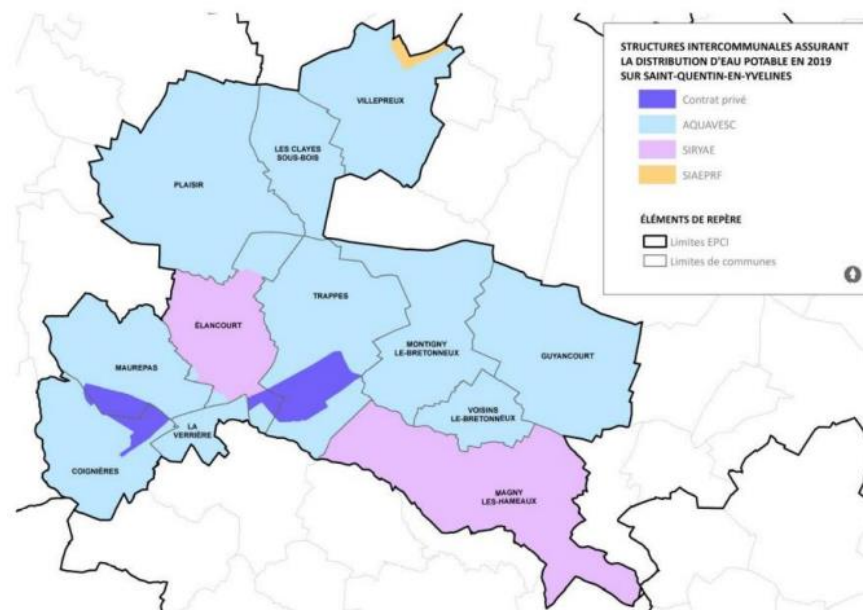 STRUCTURES INTERCOMMUNALES ASSURANT
LA DISTRIBUTION D'EAU POTABLE EN 2019
SUR SAINT-QUENTIN-EN-YVELINES
Contrat privé
AQUAVESC
SIRYAE
SIAEPRF
ÉLÉMENTS DE REPÈRE
Limites EPCI
Limites de communes
VILLEPREUX
LES CLAYES
SOUS-BOIS
PLAISIR
TRAPPES
ÉLANCOURT
MONTIGNY
LE-BRETONNEUX
GUYANCOURT
MAUREPAS
VOISINS
LE-BRETONNEUX
LA
VERRIÈRE
COIGNIÈRES
MAGNY
LES-HAMEAUX